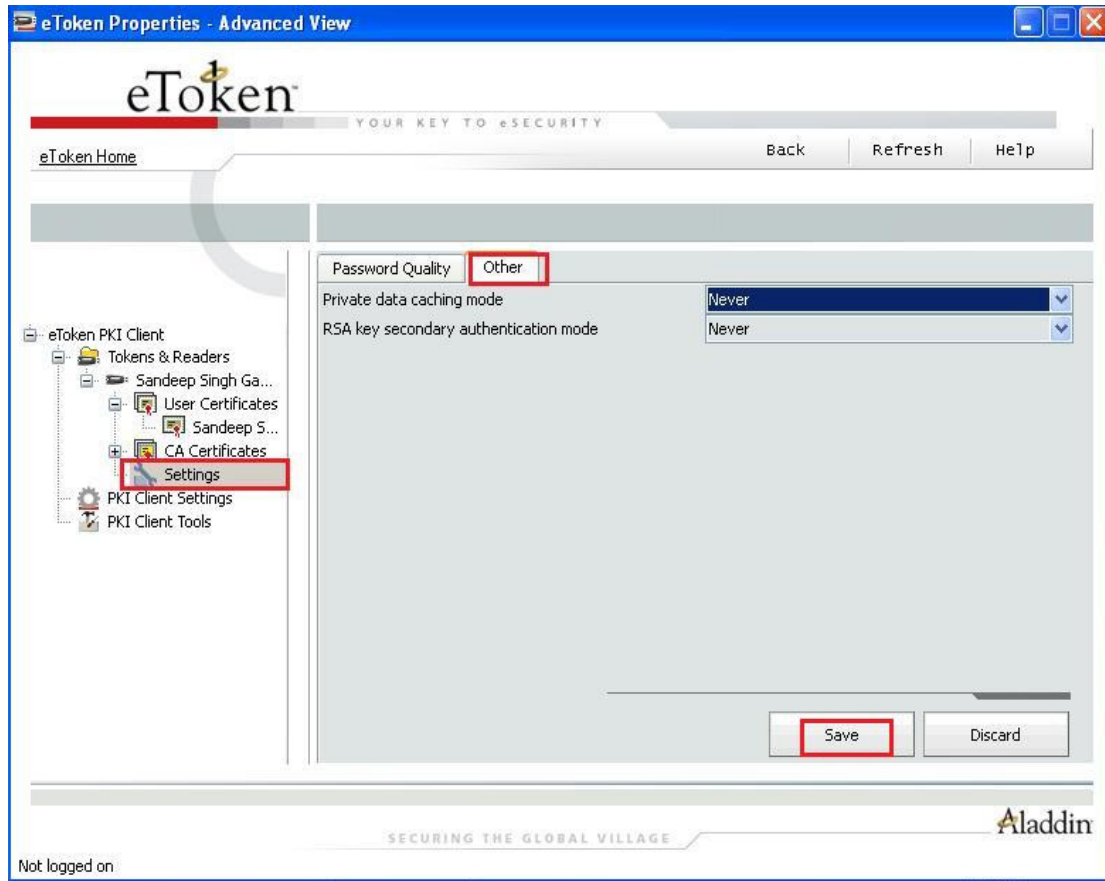 eToken Properties - Advanced View
eToken
YOUR KEY TO eSECURITY
eToken Home
Back
Refresh
Help
Password Quality
Other
Private data caching mode
Never
RSA key secondary authentication mode
Never
eToken PKI Client
Tokens & Readers
Sandeep Singh Ga...
User Certificates
Sandeep S...
CA Certificates
Settings
PKI Client Settings
PKI Client Tools
Save
Discard
SECURING THE GLOBAL VILLAGE
Aladdin
Not logged on